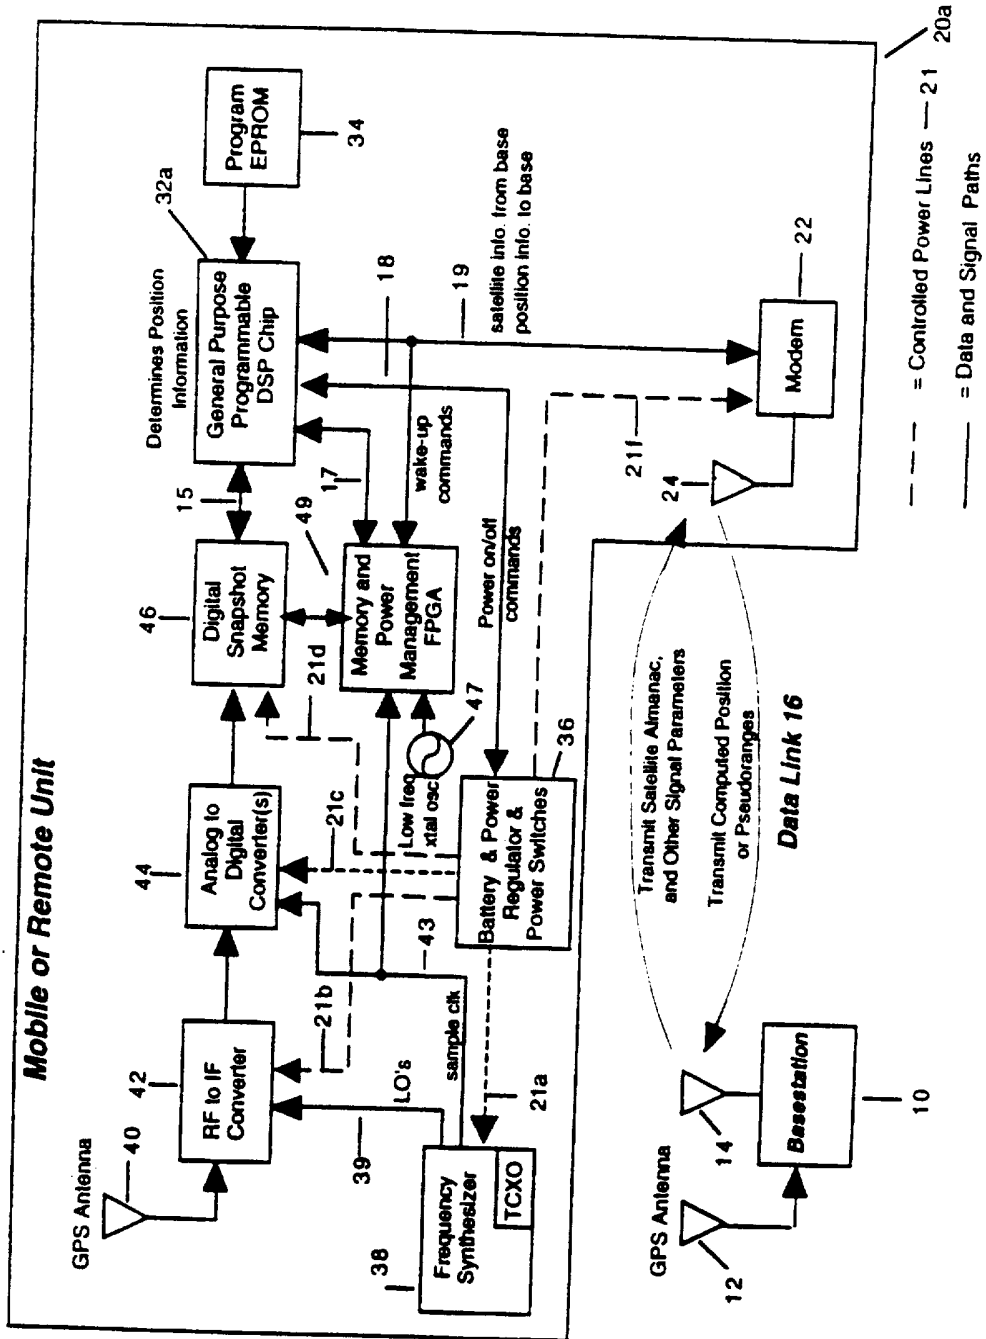 Mobile or Remote Unit
GPS Antenna
40
42
RF to IF
Converter
44
Analog to
Digital
Converter(s)
46
Digital
Snapshot
Memory
15
Determines Position
Information
32a
General Purpose
Programmable
DSP Chip
Program
EPROM
34
39
LO's
21b
21c
21d
49
17
18
38
Frequency
Synthesizer
TCXO
sample clk
43
Low freq
xtal osc
47
Memory and
Power
Management
FPGA
wake-up
commands
19
satellite info. from base
position info. to base
21a
Battery & Power
Regulator &
Power Switches
36
Power on/off
commands
21f
24
Modem
22
20a
GPS Antenna
12
14
Basestation
10
Transmit Satellite Almanac,
and Other Signal Parameters
Transmit Computed Position
or Pseudoranges
Data Link 16
= Controlled Power Lines
21
= Data and Signal Paths